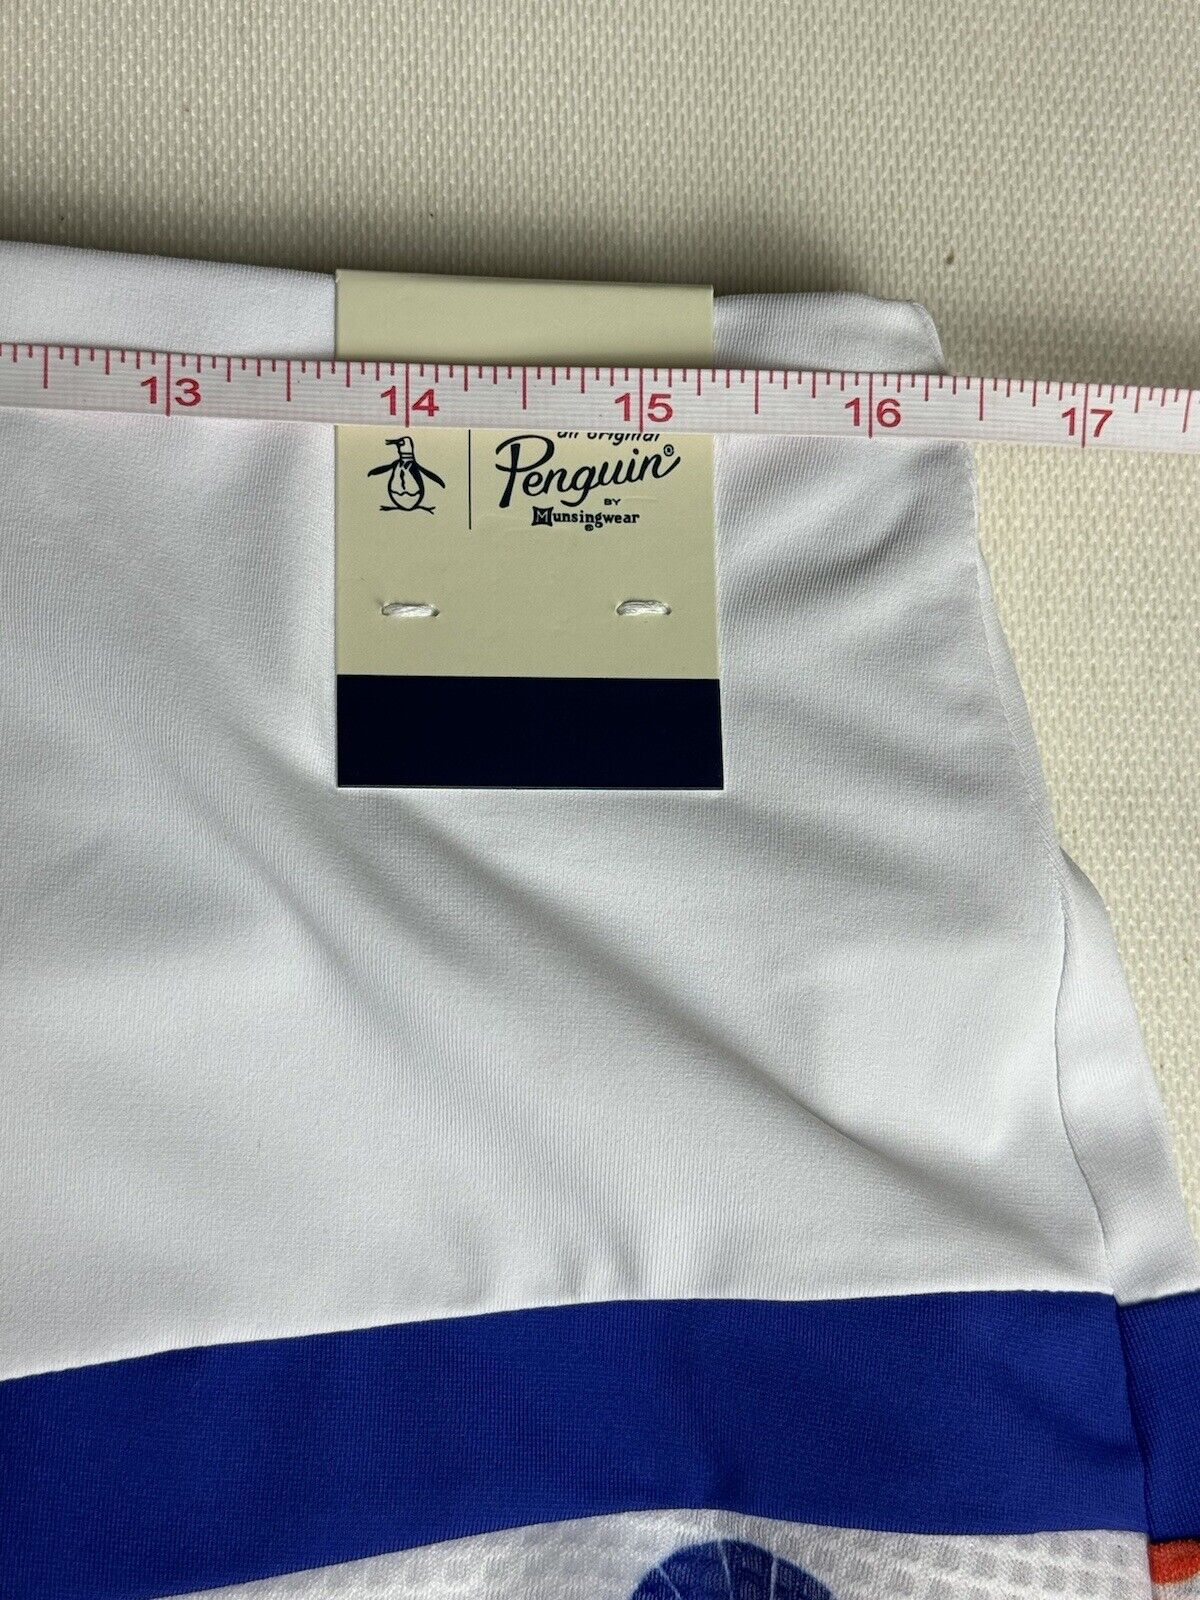 13 14 15 16 17
an original
Penguin®
BY
Munsingwear
®